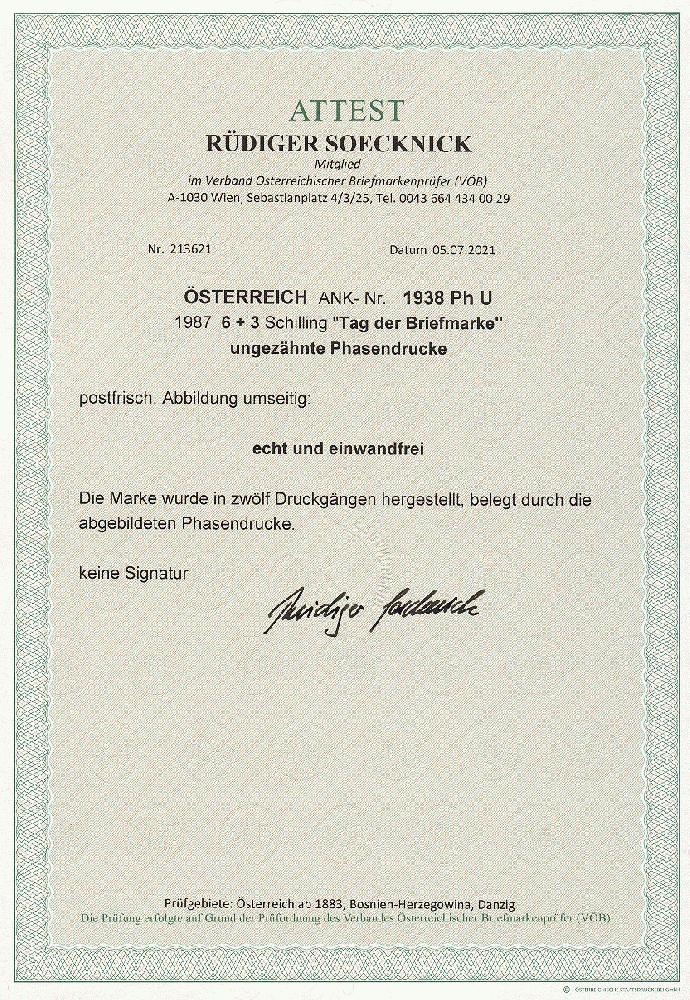 ATTEST
RÜDIGER SOECKNICK
Mitglied
im Verband Österreichischer Briefmarkenprüfer (VÖB)
A-1030 Wien, Sebastianplatz 4/3/25, Tel. 0043 664 434 00 29
Nr. 213621 Datum 05.07.2021
ÖSTERREICH ANK- Nr. 1938 Ph U
1987 6 + 3 Schilling "Tag der Briefmarke"
ungezähnte Phasendrucke
postfrisch. Abbildung umseitig:
echt und einwandfrei
Die Marke wurde in zwölf Druckgängen hergestellt, belegt durch die
abgebildeten Phasendrucke.
keine Signatur
Prüfgebiete: Österreich ab 1883, Bosnien-Herzegowina, Danzig
Die Prüfung erfolgte auf Grund der Prüfordnung des Verbandes Österreichischer Briefmarkenprüfer (VÖB)